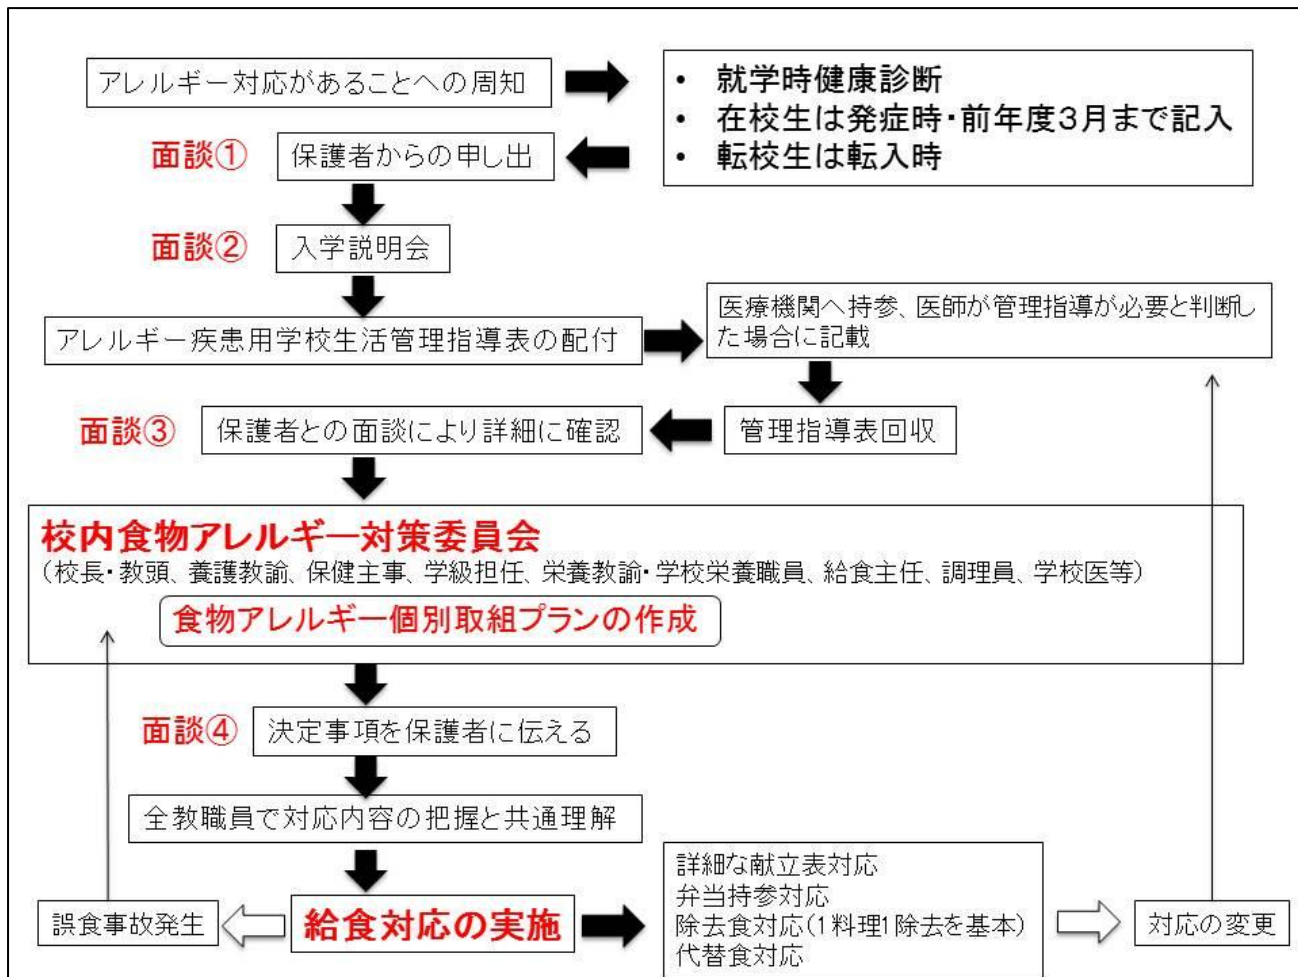 アレルギー対応があることへの周知
・ 就学時健康診断
・ 在校生は発症時・前年度3月まで記入
・ 転校生は転入時
面談①
保護者からの申し出
面談②
入学説明会
アレルギー疾患用学校生活管理指導表の配付
医療機関へ持参、医師が管理指導が必要と判断し
た場合に記載
面談③
保護者との面談により詳細に確認
管理指導表回収
校内食物アレルギー対策委員会
(校長・教頭、養護教諭、保健主事、学級担任、栄養教諭・学校栄養職員、給食主任、調理員、学校医等)
食物アレルギー個別取組プランの作成
面談④
決定事項を保護者に伝える
全教職員で対応内容の把握と共通理解
誤食事故発生
給食対応の実施
詳細な献立表対応
弁当持参対応
除去食対応(1料理1除去を基本)
代替食対応
対応の変更